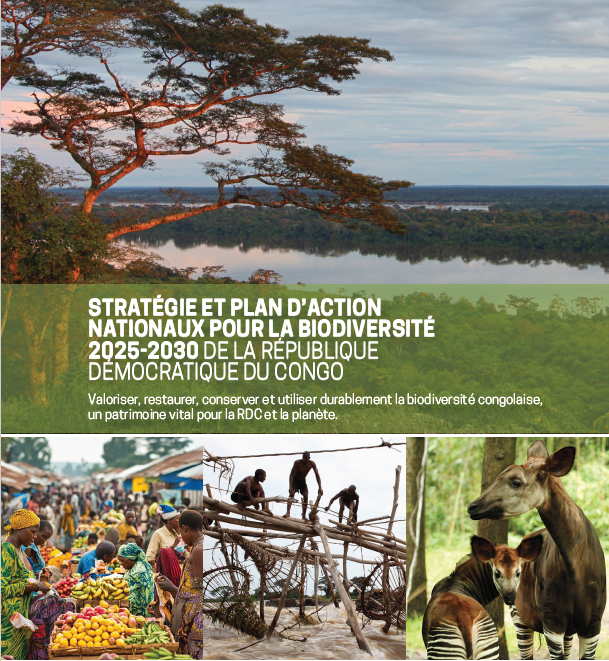 STRATÉGIE ET PLAN D'ACTION
NATIONAUX POUR LA BIODIVERSITÉ
2025-2030 DE LA RÉPUBLIQUE
DÉMOCRATIQUE DU CONGO
Valoriser, restaurer, conserver et utiliser durablement la biodiversité congolaise,
un patrimoine vital pour la RDC et la planète.